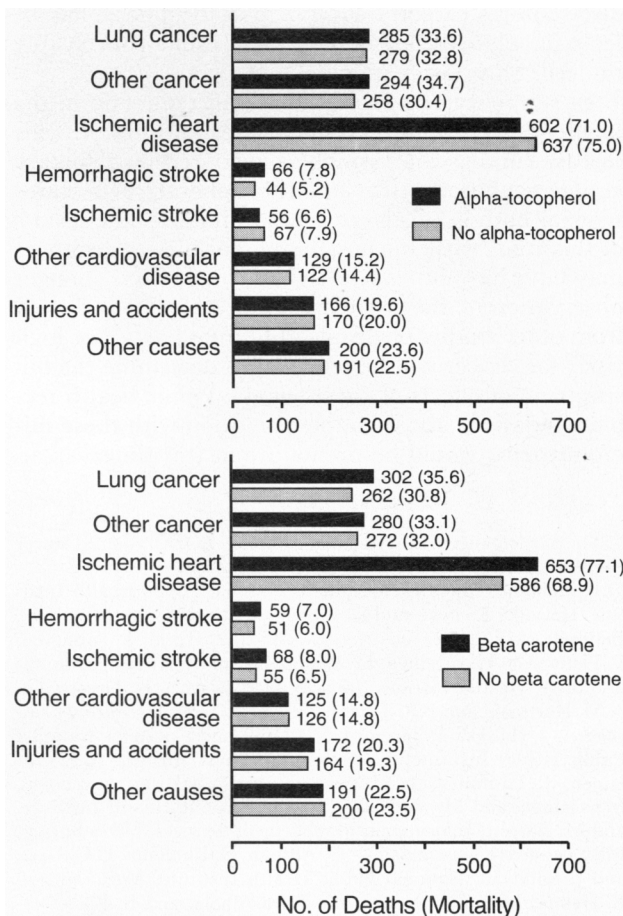 Lung cancer
285 (33.6)
279 (32.8)
Other cancer
294 (34.7)
258 (30.4)
Ischemic heart
disease
602 (71.0)
637 (75.0)
Hemorrhagic stroke
66 (7.8)
44 (5.2)
Alpha-tocopherol
Ischemic stroke
56 (6.6)
67 (7.9)
No alpha-tocopherol
Other cardiovascular
disease
129 (15.2)
122 (14.4)
Injuries and accidents
166 (19.6)
170 (20.0)
Other causes
200 (23.6)
191 (22.5)
0 100 300 500 700
Lung cancer
302 (35.6)
262 (30.8)
Other cancer
280 (33.1)
272 (32.0)
Ischemic heart
disease
653 (77.1)
586 (68.9)
Hemorrhagic stroke
59 (7.0)
51 (6.0)
Beta carotene
Ischemic stroke
68 (8.0)
55 (6.5)
No beta carotene
Other cardiovascular
disease
125 (14.8)
126 (14.8)
Injuries and accidents
172 (20.3)
164 (19.3)
Other causes
191 (22.5)
200 (23.5)
0 100 300 500 700
No. of Deaths (Mortality)